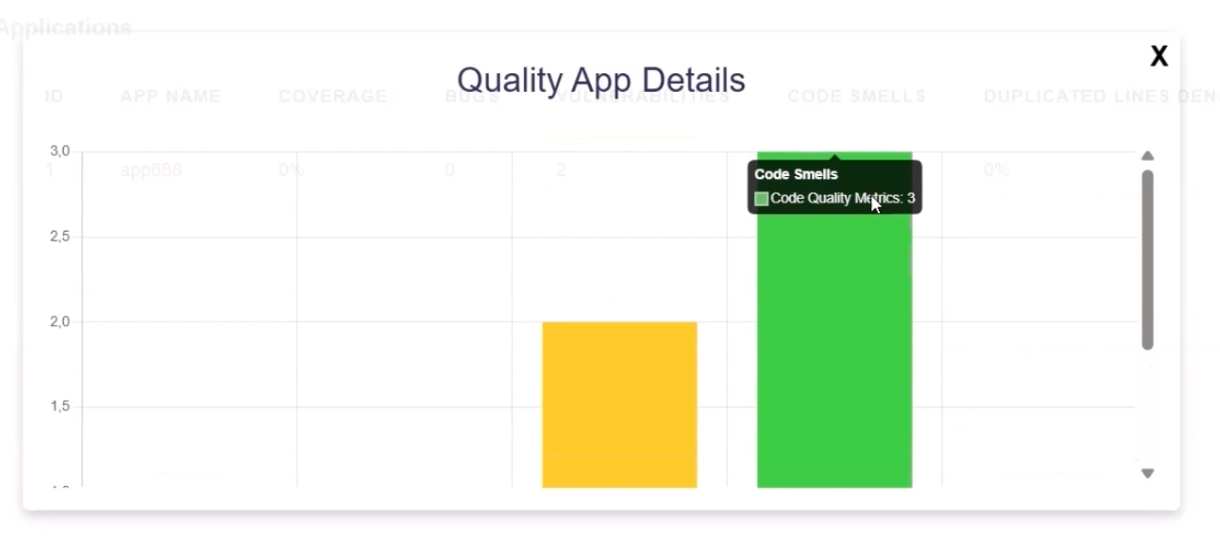 Applications
X
Quality App Details
ID APP NAME COVERAGE BUGS VULNERABILITIES CODE SMELLS DUPLICATED LINES DEN
3,0
1 app688 0% 0 2 0%
Code Smells
Code Quality Metrics: 3
2,5
2,0
1,5